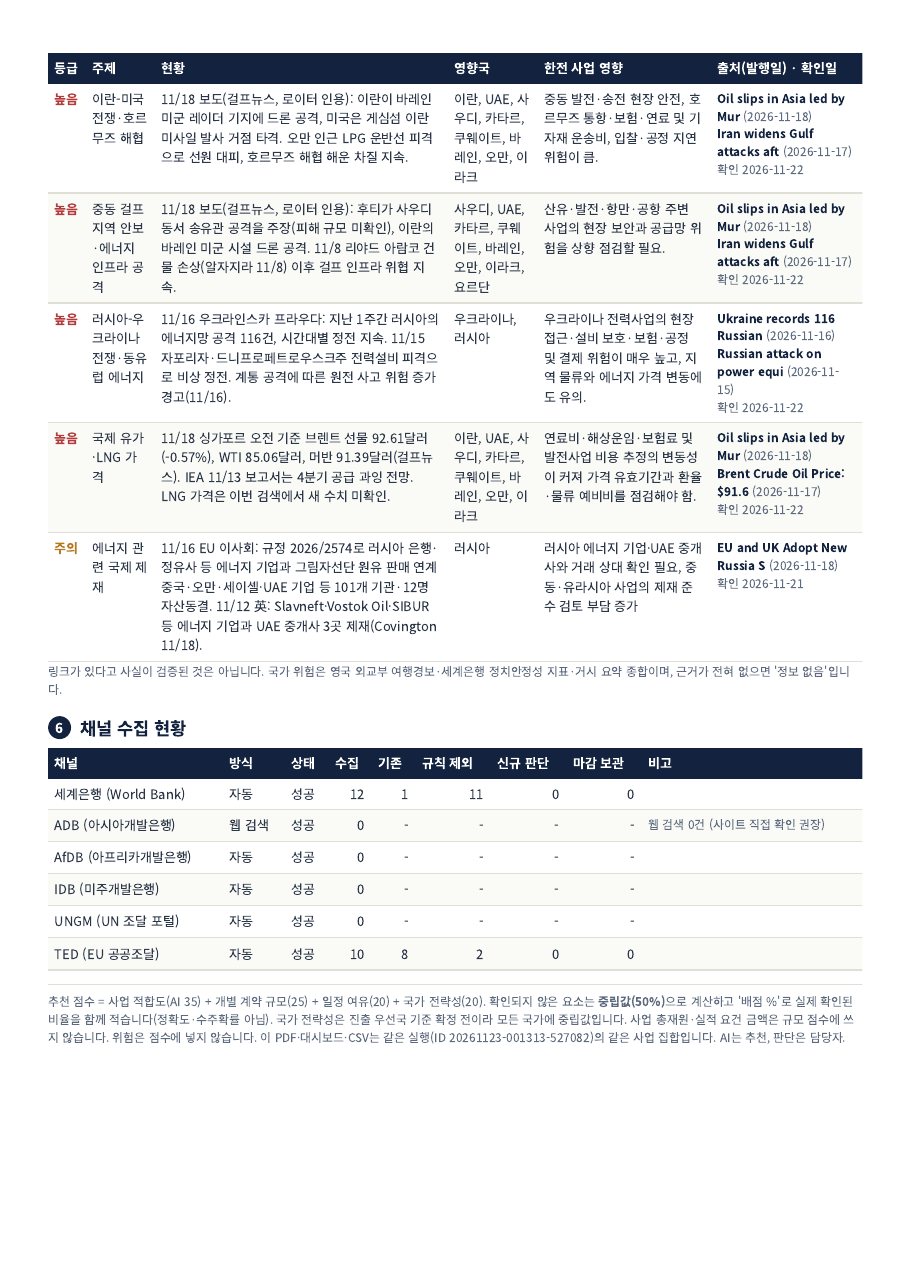 등급 주제 현황 영향국 한전 사업 영향 출처(발행일) · 확인일
높음
이란-미국
전쟁·호르
무즈 해협
11/18 보도(걸프뉴스, 로이터 인용): 이란이 바레인
미군 레이더 기지에 드론 공격, 미국은 게심섬 이란
미사일 발사 거점 타격. 오만 인근 LPG 운반선 피격
으로 선원 대피, 호르무즈 해협 해운 차질 지속.
이란, UAE, 사
우디, 카타르,
쿠웨이트, 바
레인, 오만, 이
라크
중동 발전·송전 현장 안전, 호
르무즈 통항·보험·연료 및 기
자재 운송비, 입찰·공정 지연
위험이 큼.
Oil slips in Asia led by
Mur (2026-11-18)
Iran widens Gulf
attacks aft (2026-11-17)
확인 2026-11-22
높음
중동 걸프
지역 안보
·에너지
인프라 공
격
11/18 보도(걸프뉴스, 로이터 인용): 후티가 사우디
동서 송유관 공격을 주장(피해 규모 미확인), 이란의
바레인 미군 시설 드론 공격. 11/8 리야드 아람코 건
물 손상(알자지라 11/8) 이후 걸프 인프라 위협 지
속.
사우디, UAE,
카타르, 쿠웨
이트, 바레인,
오만, 이라크,
요르단
산유·발전·항만·공항 주변
사업의 현장 보안과 공급망 위
험을 상향 점검할 필요.
Oil slips in Asia led by
Mur (2026-11-18)
Iran widens Gulf
attacks aft (2026-11-17)
확인 2026-11-22
높음
러시아-우
크라이나
전쟁·동유
럽 에너지
11/16 우크라인스카 프라우다: 지난 1주간 러시아의
에너지망 공격 116건, 시간대별 정전 지속. 11/15
자포리자·드니프로페트로우스크주 전력설비 피격으
로 비상 정전. 계통 공격에 따른 원전 사고 위험 증가
경고(11/16).
우크라이나,
러시아
우크라이나 전력사업의 현장
접근·설비 보호·보험·공정
및 결제 위험이 매우 높고, 지
역 물류와 에너지 가격 변동에
도 유의.
Ukraine records 116
Russian (2026-11-16)
Russian attack on
power equi (2026-11-
15)
확인 2026-11-22
높음
국제 유가
·LNG 가
격
11/18 싱가포르 오전 기준 브렌트 선물 92.61달러
(-0.57%), WTI 85.06달러, 머반 91.39달러(걸프뉴
스). IEA 11/13 보고서는 4분기 공급 과잉 전망.
LNG 가격은 이번 검색에서 새 수치 미확인.
이란, UAE, 사
우디, 카타르,
쿠웨이트, 바
레인, 오만, 이
라크
연료비·해상운임·보험료 및
발전사업 비용 추정의 변동성
이 커져 가격 유효기간과 환율
·물류 예비비를 점검해야 함.
Oil slips in Asia led by
Mur (2026-11-18)
Brent Crude Oil Price:
$91.6 (2026-11-17)
확인 2026-11-22
주의
에너지 관
련 국제 제
재
11/16 EU 이사회: 규정 2026/2574로 러시아 은행·
정유사 등 에너지 기업과 그림자선단 원유 판매 연계
중국·오만·세이셸·UAE 기업 등 101개 기관·12명
자산동결. 11/12 英: Slavneft·Vostok Oil·SIBUR
등 에너지 기업과 UAE 중개사 3곳 제재(Covington
11/18).
러시아
러시아 에너지 기업·UAE 중개
사와 거래 상대 확인 필요, 중
동·유라시아 사업의 제재 준
수 검토 부담 증가
EU and UK Adopt New
Russia S (2026-11-18)
확인 2026-11-21
링크가 있다고 사실이 검증된 것은 아닙니다. 국가 위험은 영국 외교부 여행경보·세계은행 정치안정성 지표·거시 요약 종합이며, 근거가 전혀 없으면 '정보 없음'입니
다.
6 채널 수집 현황
채널 방식 상태 수집 기존 규칙 제외 신규 판단 마감 보관 비고
세계은행 (World Bank) 자동 성공 12 1 11 0 0
ADB (아시아개발은행) 웹 검색 성공 0 - - - - 웹 검색 0건 (사이트 직접 확인 권장)
AfDB (아프리카개발은행) 자동 성공 0 - - - -
IDB (미주개발은행) 자동 성공 0 - - - -
UNGM (UN 조달 포털) 자동 성공 0 - - - -
TED (EU 공공조달) 자동 성공 10 8 2 0 0
추천 점수 = 사업 적합도(AI 35) + 개별 계약 규모(25) + 일정 여유(20) + 국가 전략성(20). 확인되지 않은 요소는 중립값(50%)으로 계산하고 '배점 %'로 실제 확인된
비율을 함께 적습니다(정확도·수주확률 아님). 국가 전략성은 진출 우선국 기준 확정 전이라 모든 국가에 중립값입니다. 사업 총재원·실적 요건 금액은 규모 점수에 쓰
지 않습니다. 위험은 점수에 넣지 않습니다. 이 PDF·대시보드·CSV는 같은 실행(ID 20261123-001313-527082)의 같은 사업 집합입니다. AI는 추천, 판단은 담당자.